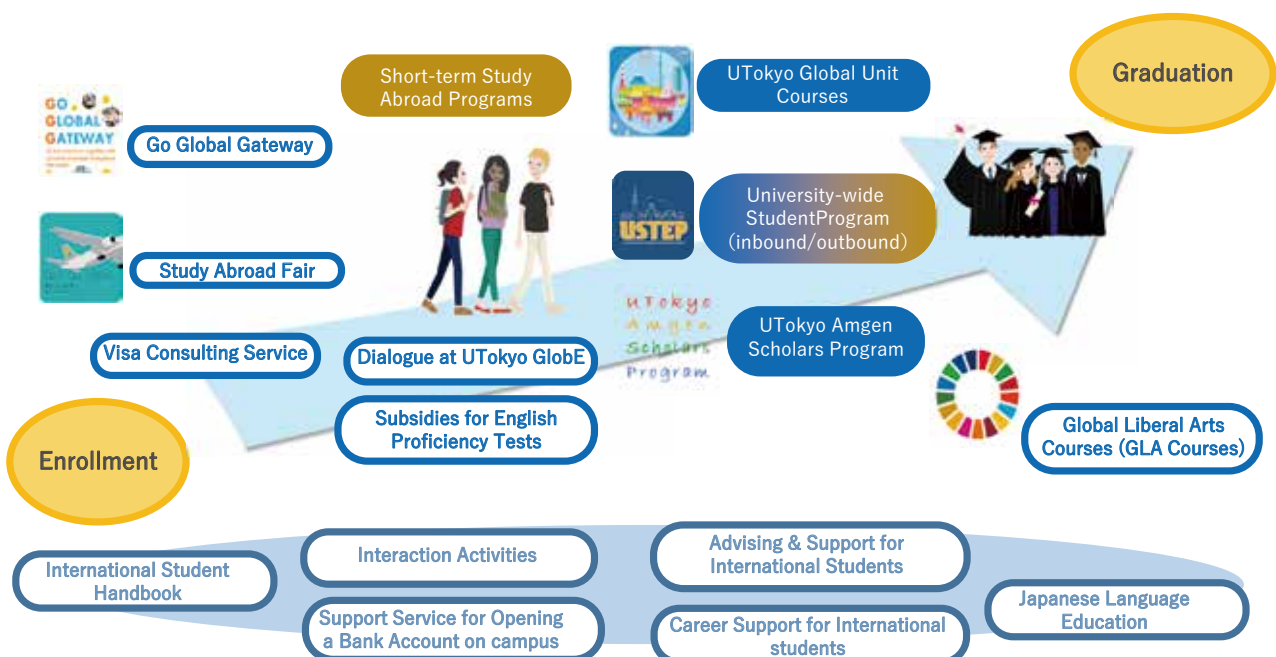 Graduation
Short-term Study
Abroad Programs
UTokyo Global Unit
Courses
GO
GLOBAL
GATEWAY
Go Global Gateway
University-wide
StudentProgram
(inbound/outbound)
USTEP
Study Abroad Fair
UTokyo
Amgen
Scholars
Program
UTokyo Amgen
Scholars Program
Visa Consulting Service
Dialogue at UTokyo GlobE
Subsidies for English
Proficiency Tests
Global Liberal Arts
Courses (GLA Courses)
Enrollment
International Student
Handbook
Interaction Activities
Advising & Support for
International Students
Support Service for Opening
a Bank Account on campus
Career Support for International
students
Japanese Language
Education